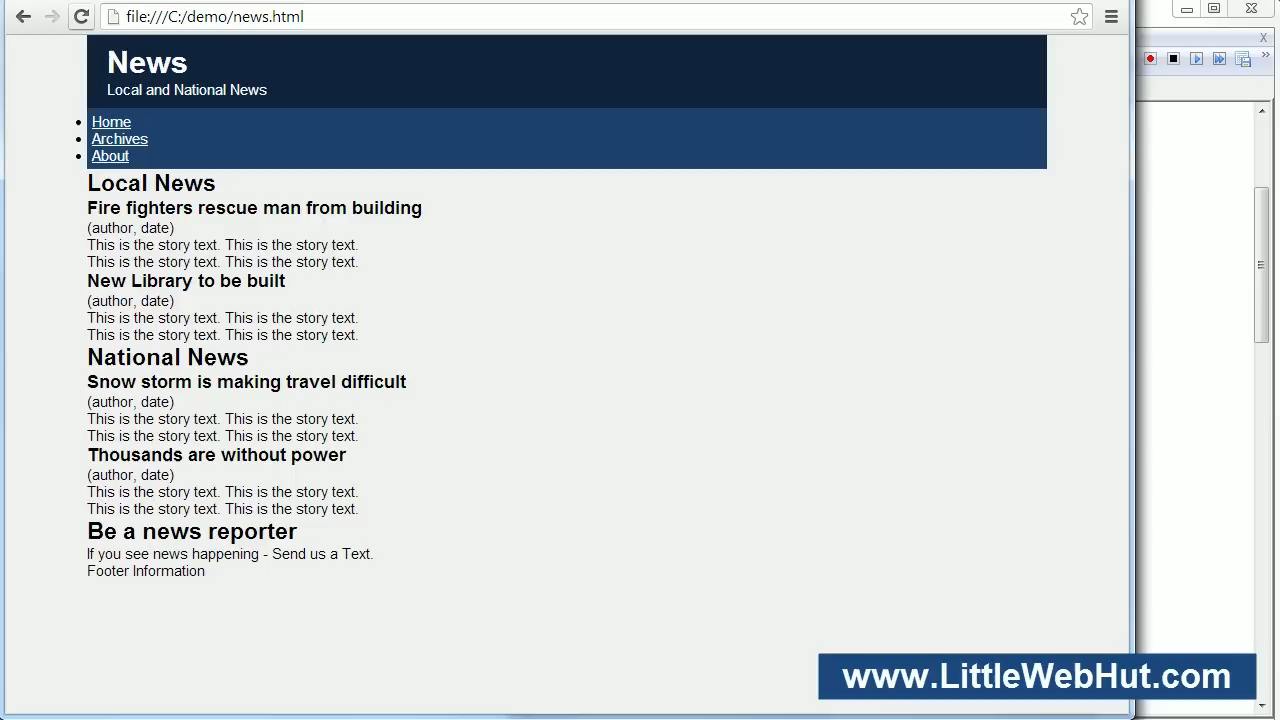 file:///C:/demo/news.html
News
Local and National News
Home
Archives
About
Local News
Fire fighters rescue man from building
(author, date)
This is the story text. This is the story text.
This is the story text. This is the story text.
New Library to be built
(author, date)
This is the story text. This is the story text.
This is the story text. This is the story text.
National News
Snow storm is making travel difficult
(author, date)
This is the story text. This is the story text.
This is the story text. This is the story text.
Thousands are without power
(author, date)
This is the story text. This is the story text.
This is the story text. This is the story text.
Be a news reporter
If you see news happening - Send us a Text.
Footer Information
www.LittleWebHut.com